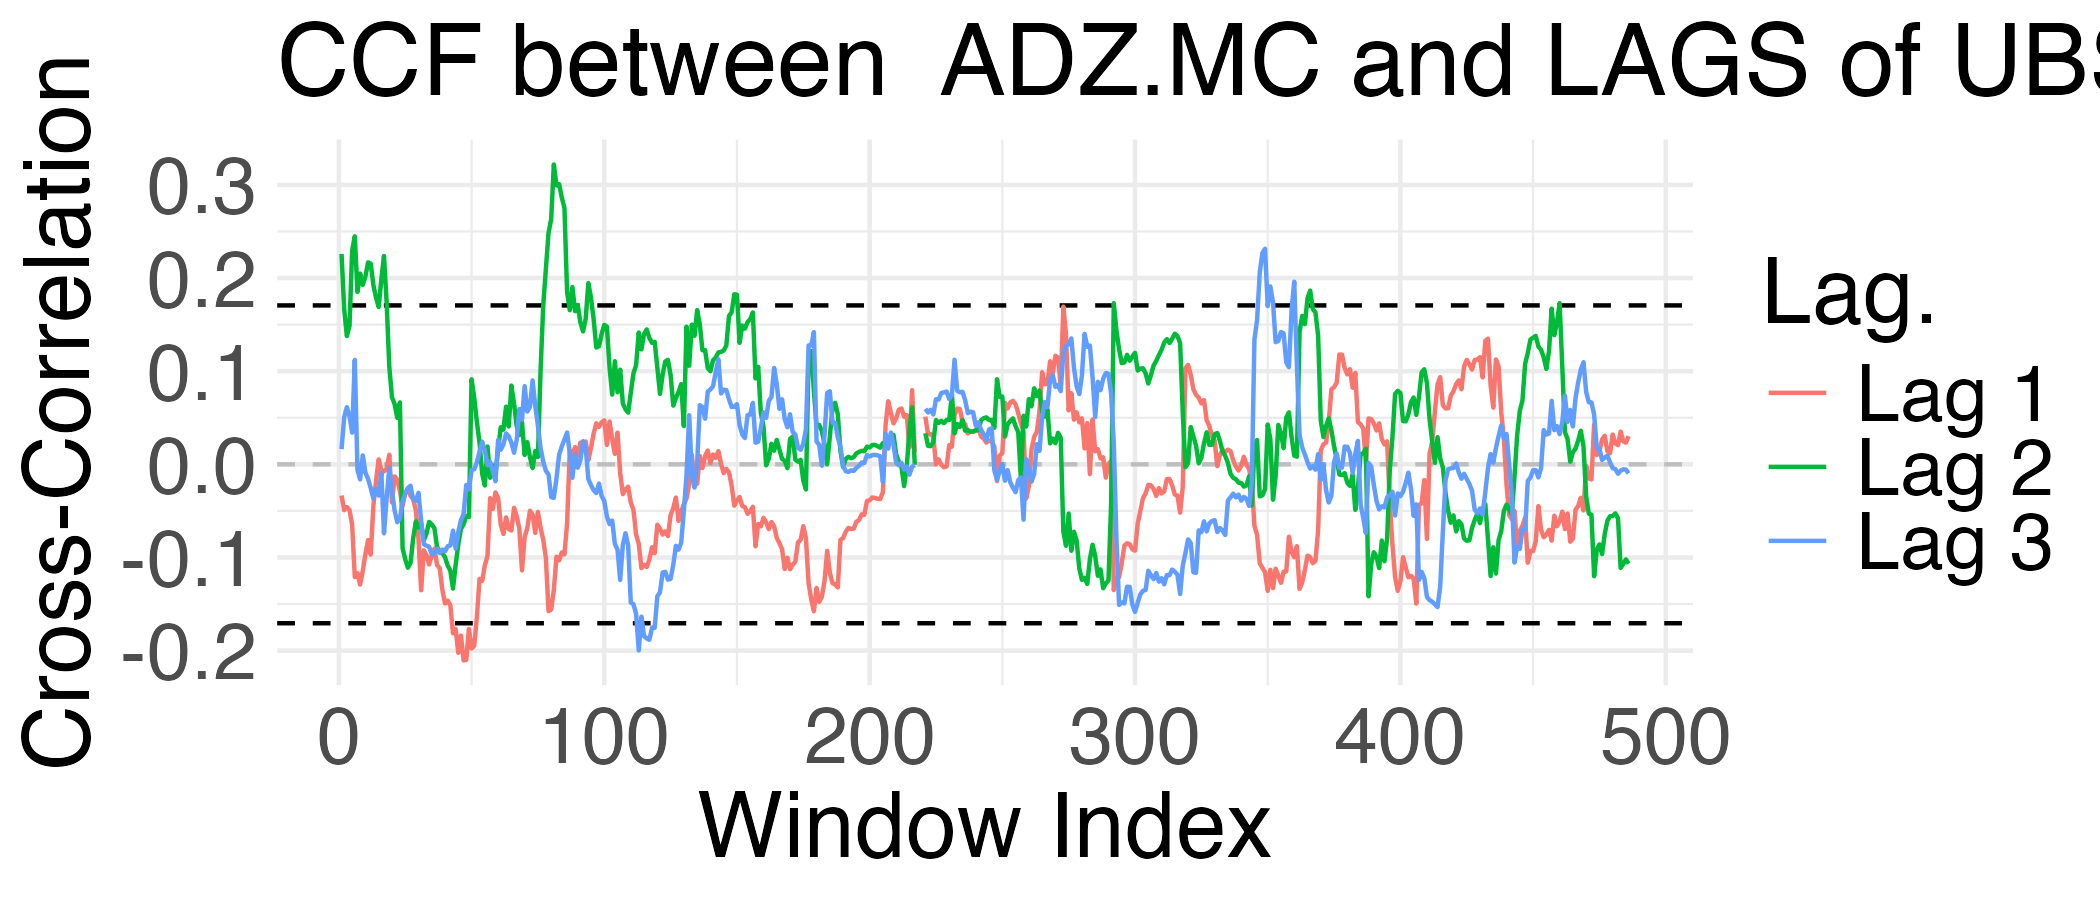 CCF between ADZ.MC and LAGS of UBS
Cross-Correlation
0.3
0.2
0.1
0.0
-0.1
-0.2
0 100 200 300 400 500
Window Index
Lag.
Lag 1
Lag 2
Lag 3